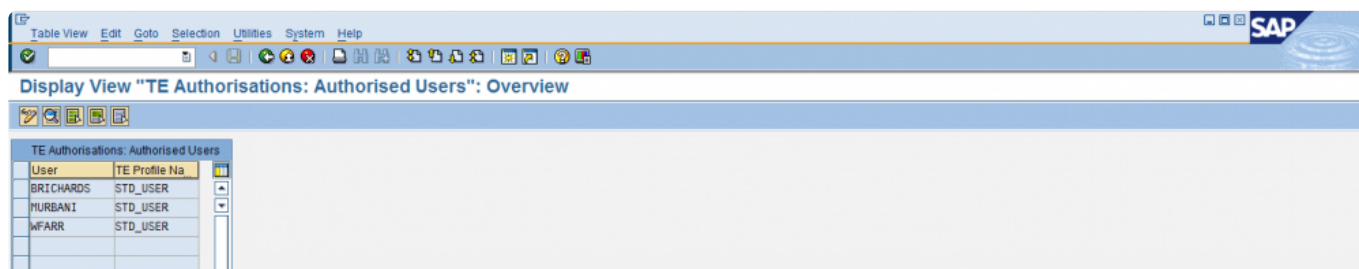 Table View Edit Goto Selection Utilities System Help
SAP
Display View "TE Authorisations: Authorised Users": Overview
TE Authorisations: Authorised Users
User TE Profile Na..
BRICHARDS STD_USER
MURBANI STD_USER
WFARR STD_USER